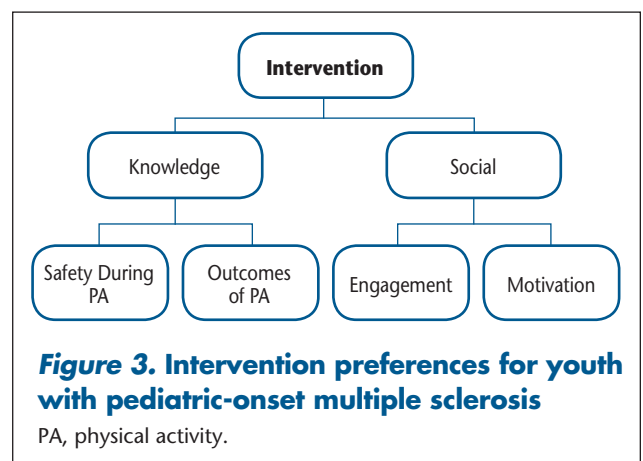 Intervention
Knowledge
Social
Safety During
PA
Outcomes
of PA
Engagement
Motivation
Figure 3. Intervention preferences for youth
with pediatric-onset multiple sclerosis
PA, physical activity.